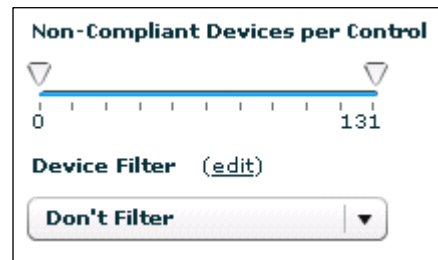 Non-Compliant Devices per Control
0 131
Device Filter (edit)
Don't Filter